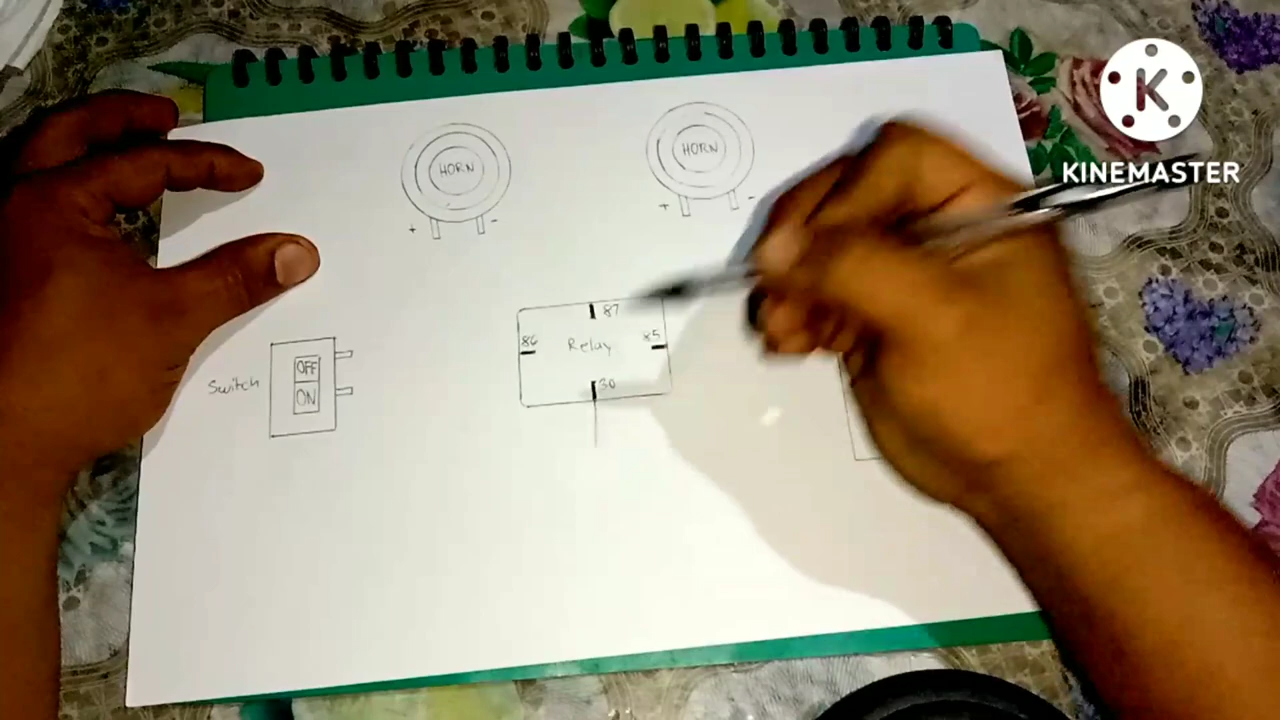 K
KINEMASTER
HORN
HORN
+
-
+
-
87
86
Relay
85
30
Switch
OFF
ON